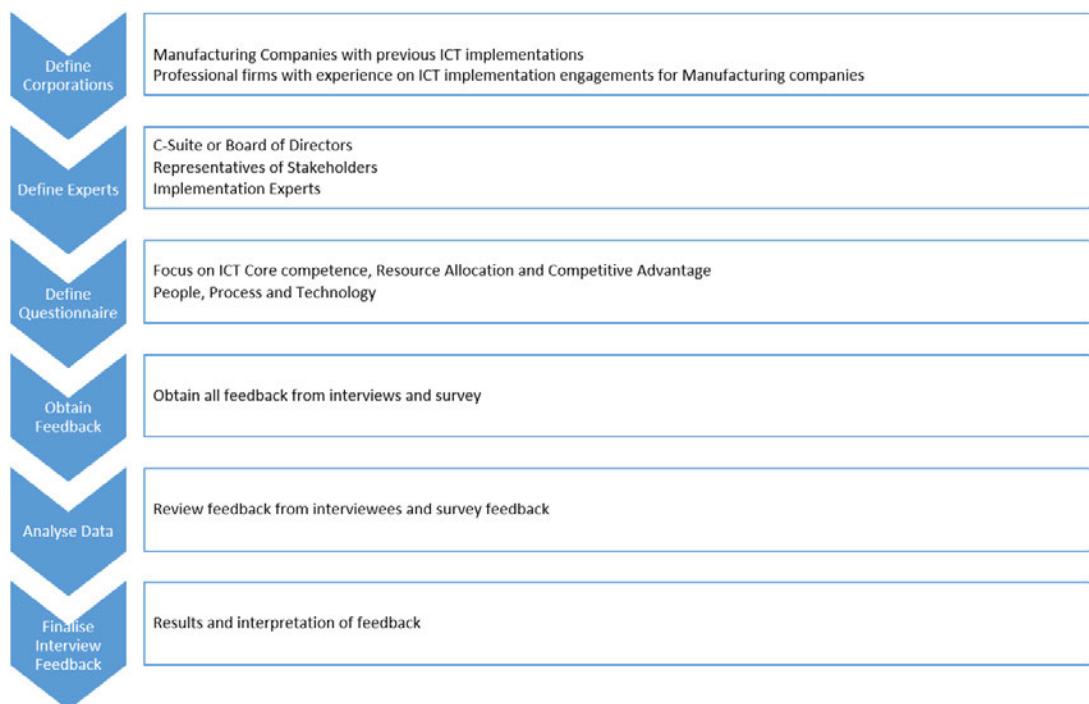 Define
Corporations
Manufacturing Companies with previous ICT implementations
Professional firms with experience on ICT implementation engagements for Manufacturing companies
Define Experts
C-Suite or Board of Directors
Representatives of Stakeholders
Implementation Experts
Define
Questionnaire
Focus on ICT Core competence, Resource Allocation and Competitive Advantage
People, Process and Technology
Obtain
Feedback
Obtain all feedback from interviews and survey
Analyse Data
Review feedback from interviewees and survey feedback
Finalise
Interview
Feedback
Results and interpretation of feedback